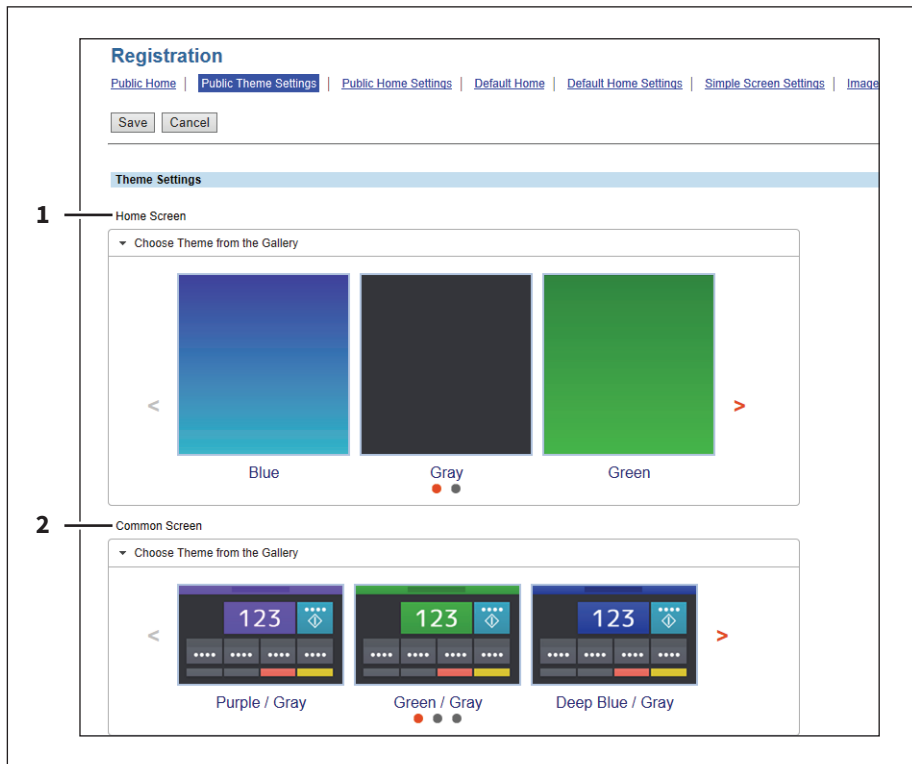 Registration
Public Home | Public Theme Settings | Public Home Settings | Default Home | Default Home Settings | Simple Screen Settings | Image
Save Cancel
Theme Settings
1 Home Screen
Choose Theme from the Gallery
< >
Blue Gray Green
2 Common Screen
Choose Theme from the Gallery
123 123 123
< >
Purple / Gray Green / Gray Deep Blue / Gray